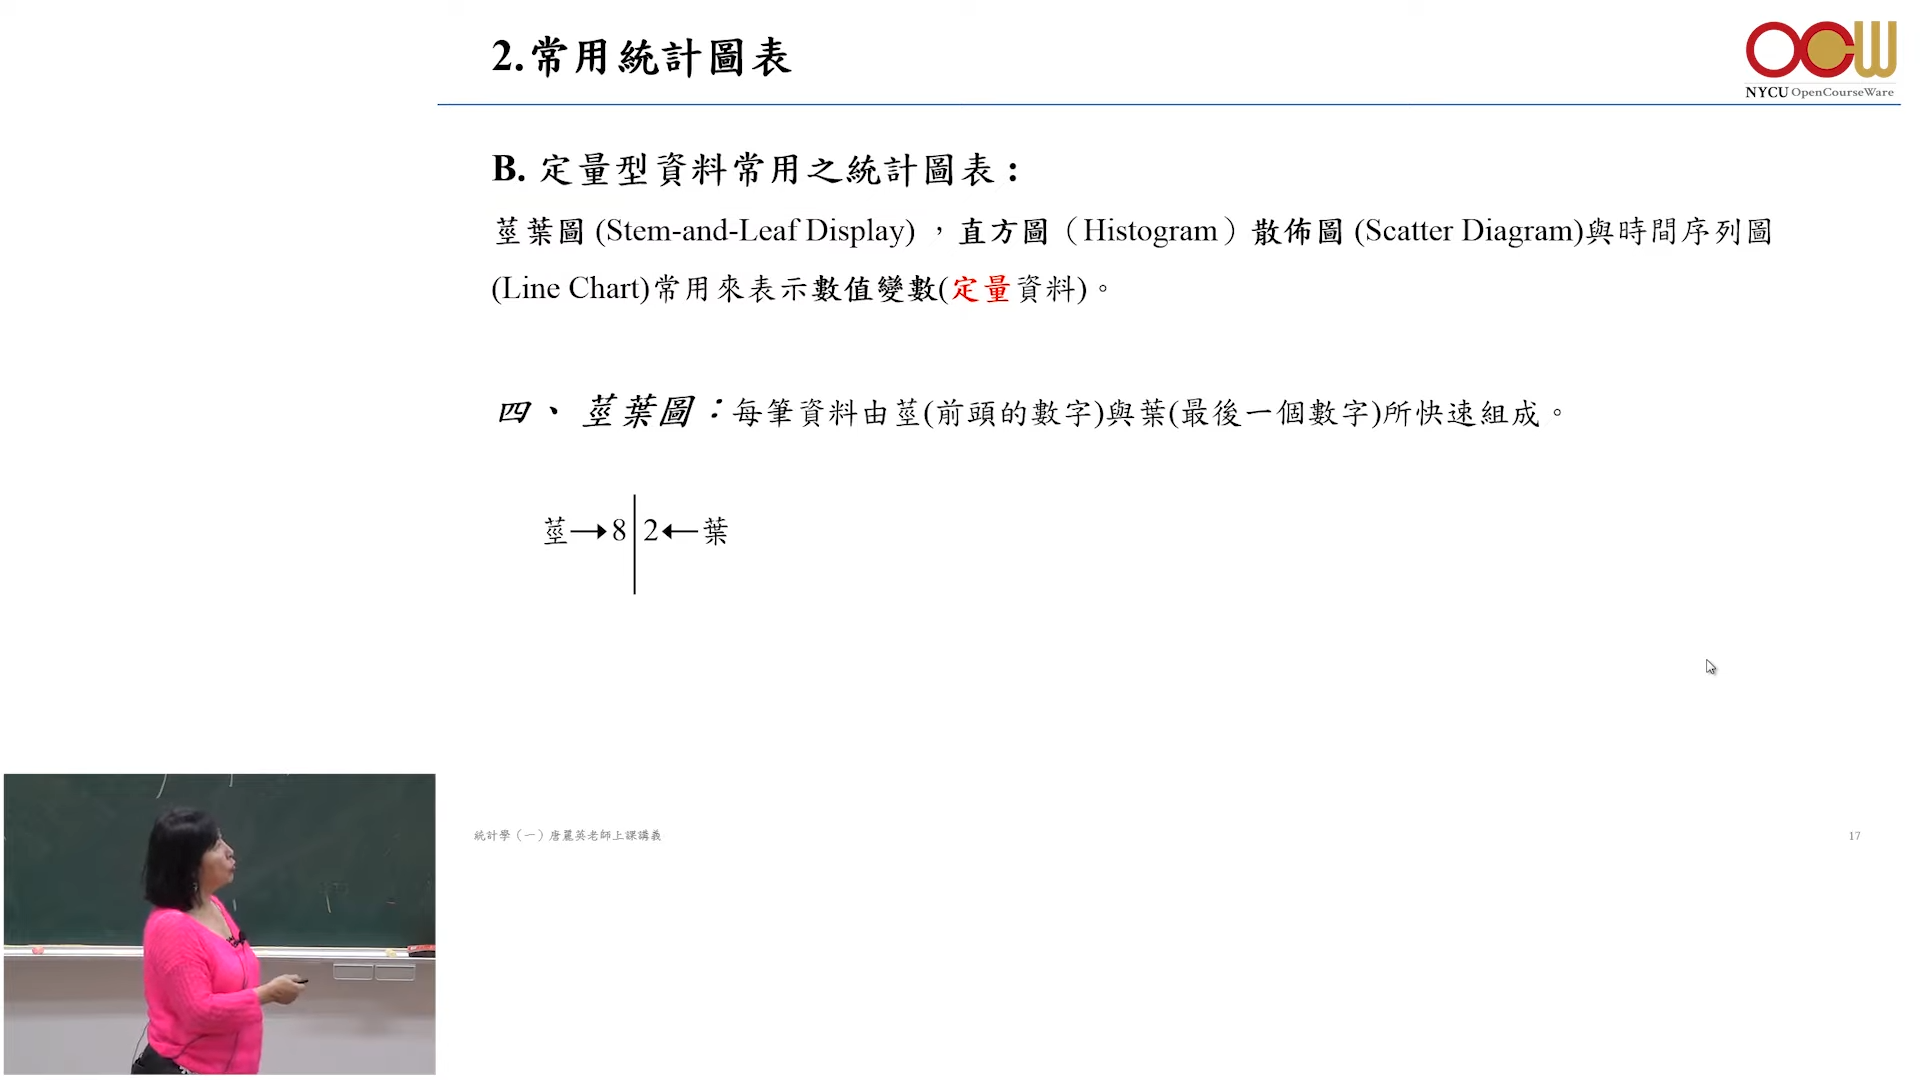 2.常用統計圖表
OCW
NYCU OpenCourseWare
B. 定量型資料常用之統計圖表：
莖葉圖 (Stem-and-Leaf Display) ，直方圖（Histogram）散佈圖 (Scatter Diagram)與時間序列圖
(Line Chart)常用來表示數值變數(定量資料)。
四、 莖葉圖：每筆資料由莖(前頭的數字)與葉(最後一個數字)所快速組成。
莖→8|2←葉
統計學（一）唐麗英老師上課講義
17